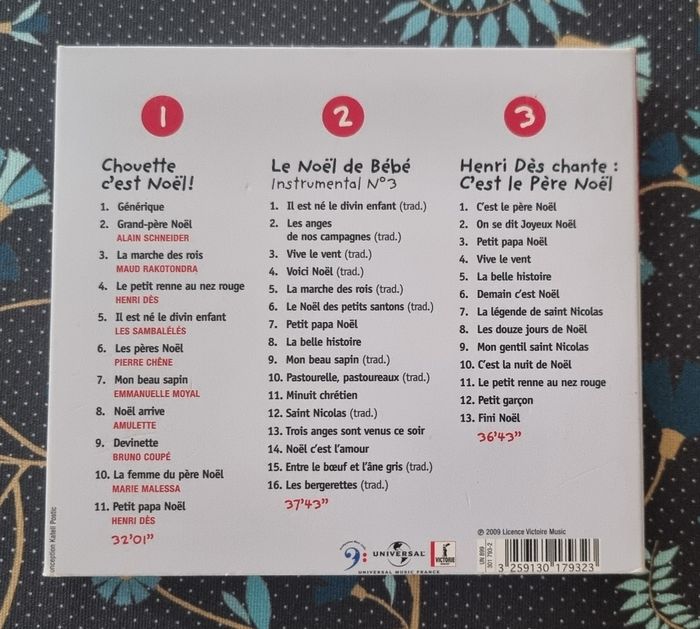 1
Chouette
c'est Noël!
1. Générique
2. Grand-père Noël
ALAIN SCHNEIDER
3. La marche des rois
MAUD RAKOTONDRA
4. Le petit renne au nez rouge
HENRI DÈS
5. Il est né le divin enfant
LES SAMBALÉLÉS
6. Les pères Noël
PIERRE CHÊNE
7. Mon beau sapin
EMMANUELLE MOYAL
8. Noël arrive
AMULETTE
9. Devinette
BRUNO COUPÉ
10. La femme du père Noël
MARIE MALESSA
11. Petit papa Noël
HENRI DÈS
32'01"
2
Le Noël de Bébé
Instrumental N°3
1. Il est né le divin enfant (trad.)
2. Les anges
de nos campagnes (trad.)
3. Vive le vent (trad.)
4. Voici Noël (trad.)
5. La marche des rois (trad.)
6. Le Noël des petits santons (trad.)
7. Petit papa Noël
8. La belle histoire
9. Mon beau sapin (trad.)
10. Pastourelle, pastoureaux (trad.)
11. Minuit chrétien
12. Saint Nicolas (trad.)
13. Trois anges sont venus ce soir
14. Noël c'est l'amour
15. Entre le bœuf et l'âne gris (trad.)
16. Les bergerettes (trad.)
37'43"
3
Henri Dès chante :
C'est le Père Noël
1. C'est le père Noël
2. On se dit Joyeux Noël
3. Petit papa Noël
4. Vive le vent
5. La belle histoire
6. Demain c'est Noël
7. La légende de saint Nicolas
8. Les douze jours de Noël
9. Mon gentil saint Nicolas
10. C'est la nuit de Noël
11. Le petit renne au nez rouge
12. Petit garçon
13. Fini Noël
36'43"
℗ 2009 Licence Victoire Music
UNIVERSAL
UNIVERSAL MUSIC FRANCE
VICTOIRE
UN 899
301 793-2
3 259130 179323
onception Kateli Postic